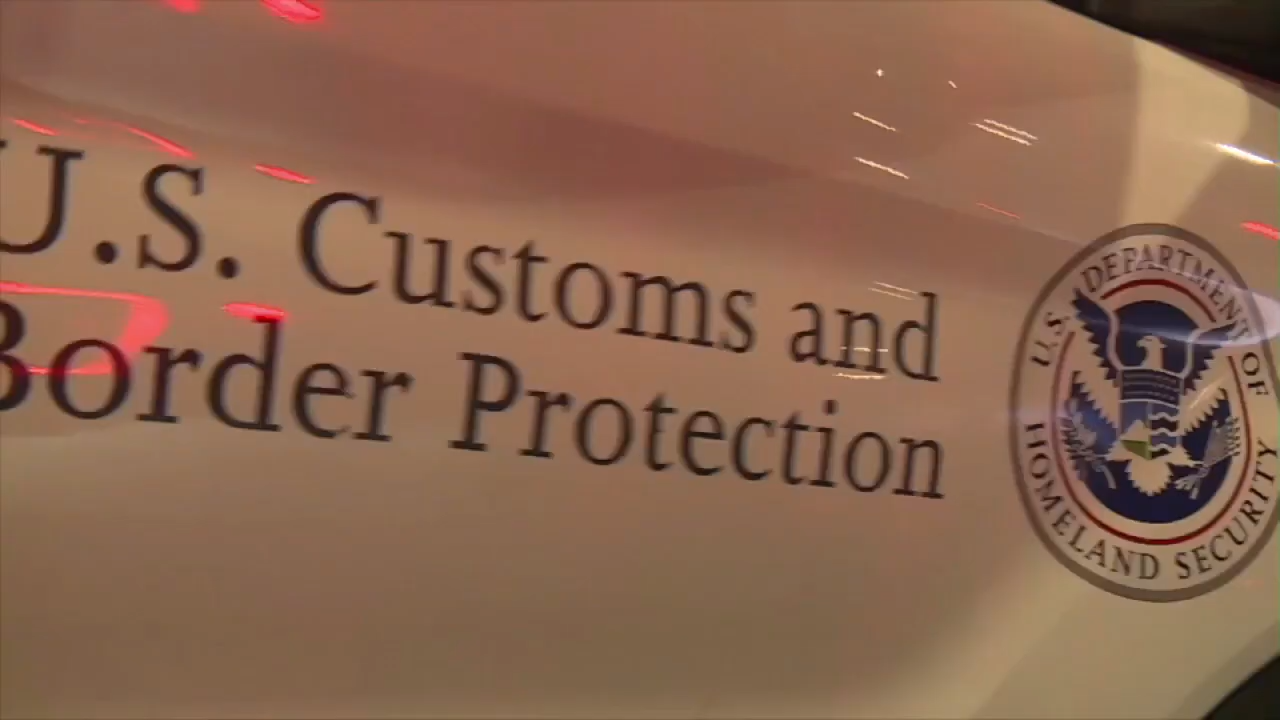 U.S. Customs and
Border Protection
U.S. DEPARTMENT OF
HOMELAND SECURITY